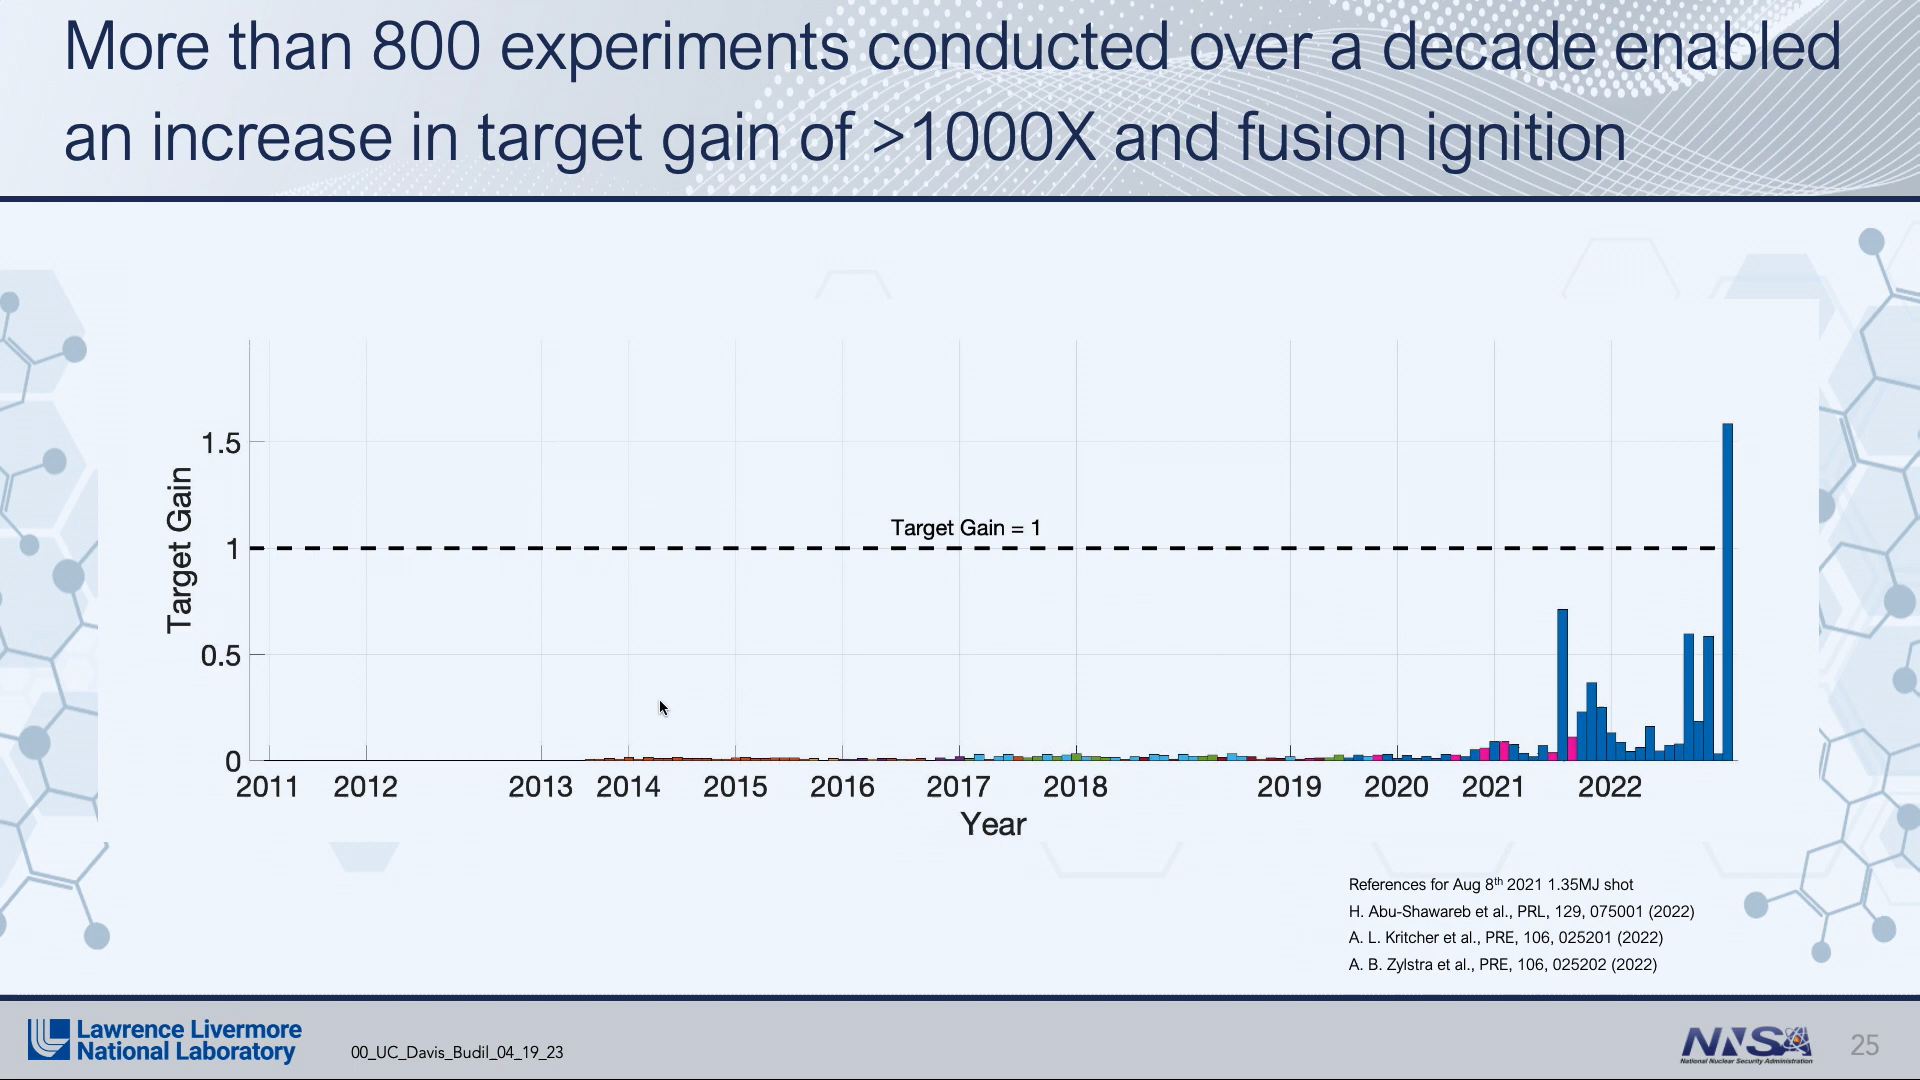 More than 800 experiments conducted over a decade enabled
an increase in target gain of >1000X and fusion ignition
1.5
Target Gain = 1
1
Target Gain
0.5
0
2011 2012 2013 2014 2015 2016 2017 2018 2019 2020 2021 2022
Year
References for Aug 8th 2021 1.35MJ shot
H. Abu-Shawareb et al., PRL, 129, 075001 (2022)
A. L. Kritcher et al., PRE, 106, 025201 (2022)
A. B. Zylstra et al., PRE, 106, 025202 (2022)
Lawrence Livermore
National Laboratory
00_UC_Davis_Budil_04_19_23
NNSA
National Nuclear Security Administration
25